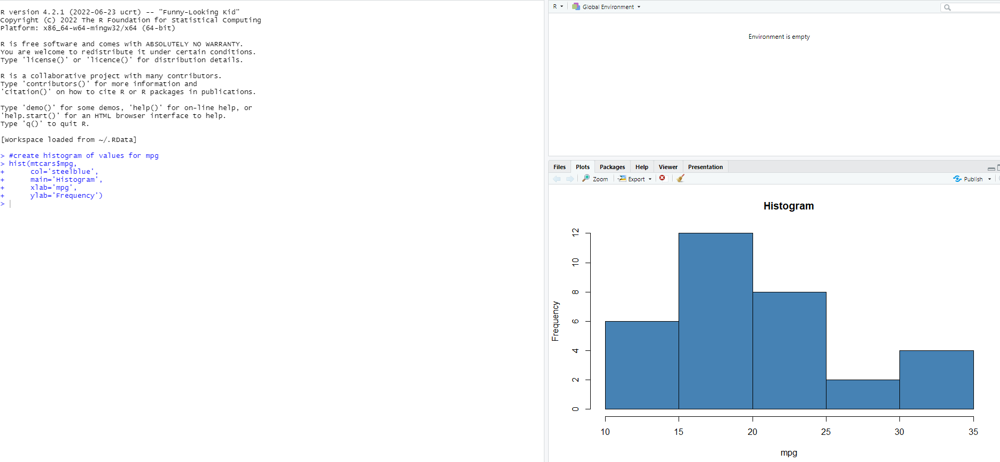 R version 4.2.1 (2022-06-23 ucrt) -- "Funny-Looking Kid"
Copyright (C) 2022 The R Foundation for Statistical Computing
Platform: x86_64-w64-mingw32/x64 (64-bit)
R is free software and comes with ABSOLUTELY NO WARRANTY.
You are welcome to redistribute it under certain conditions.
Type 'license()' or 'licence()' for distribution details.
R is a collaborative project with many contributors.
Type 'contributors()' for more information and
'citation()' on how to cite R or R packages in publications.
Type 'demo()' for some demos, 'help()' for on-line help, or
'help.start()' for an HTML browser interface to help.
Type 'q()' to quit R.
[Workspace loaded from ~/.RData]
> #create histogram of values for mpg
> hist(mtcars$mpg,
+      col='steelblue',
+      main='Histogram',
+      xlab='mpg',
+      ylab='Frequency')
>
R Global Environment
Environment is empty
Files Plots Packages Help Viewer Presentation
Zoom Export Publish
Histogram
Frequency
12
10
8
6
4
2
0
10 15 20 25 30 35
mpg